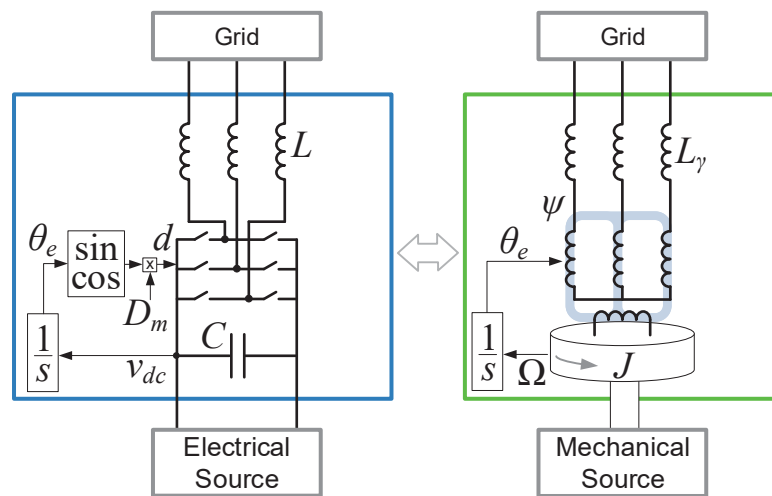 Grid
L
θe
sin
cos
d
x
Dm
1
s
C
vdc
Electrical
Source
Grid
Lγ
ψ
θe
1
s
Ω
J
Mechanical
Source